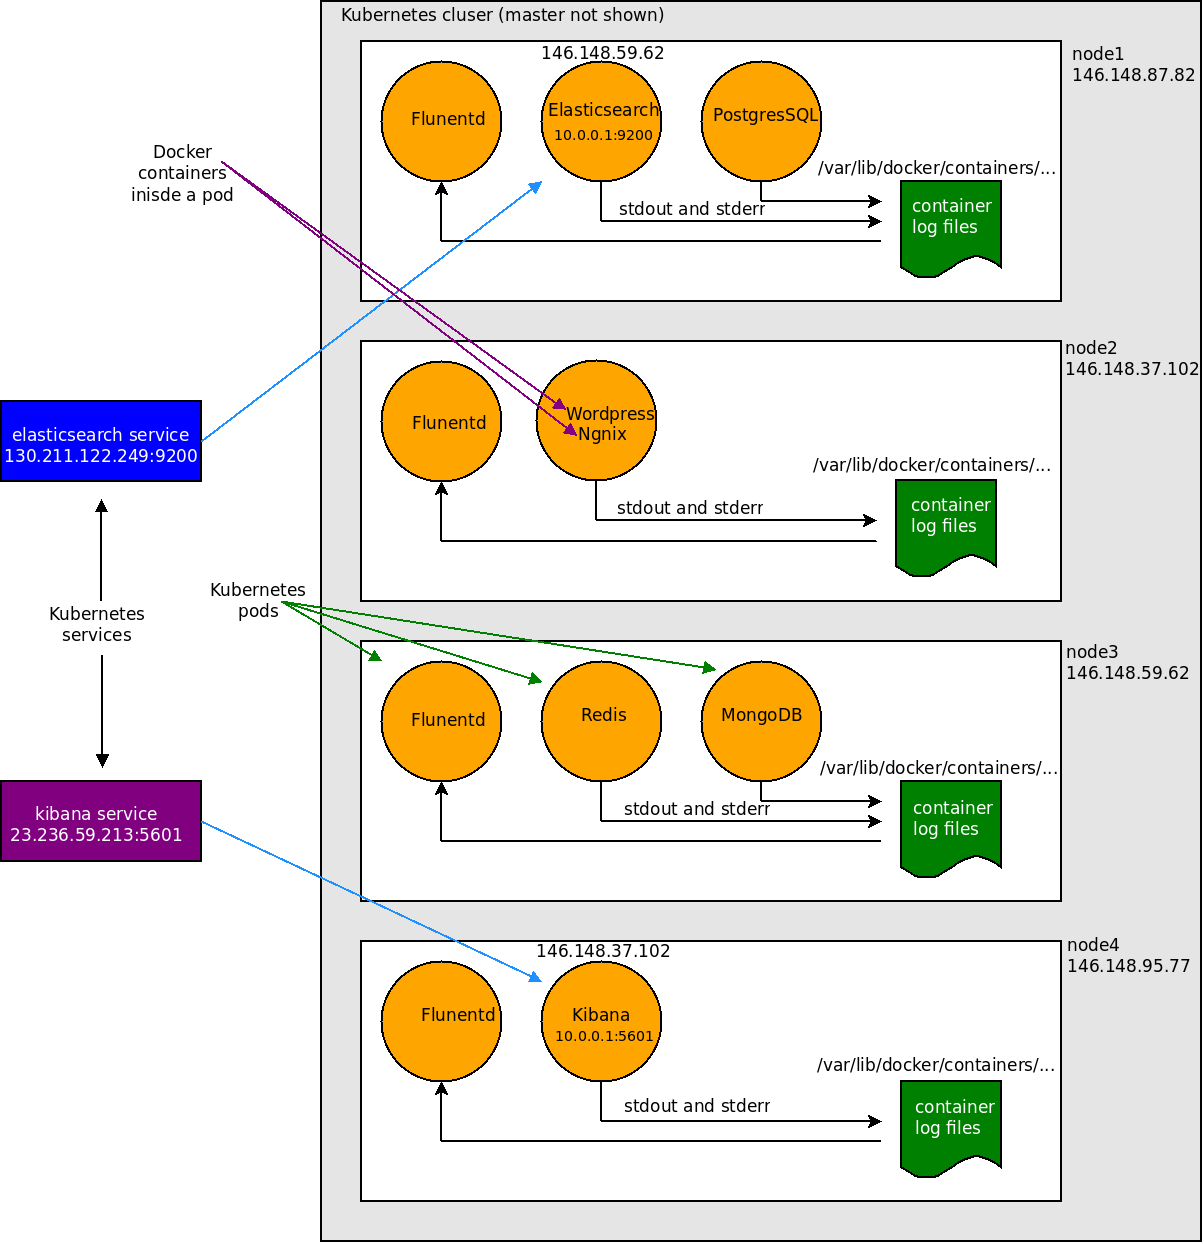 Kubernetes cluser (master not shown)
node1
146.148.87.82
146.148.59.62
Flunentd
Elasticsearch
10.0.0.1:9200
PostgresSQL
/var/lib/docker/containers/...
stdout and stderr
container
log files
Docker
containers
inisde a pod
node2
146.148.37.102
Flunentd
Wordpress
Ngnix
/var/lib/docker/containers/...
stdout and stderr
container
log files
elasticsearch service
130.211.122.249:9200
Kubernetes
services
Kubernetes
pods
node3
146.148.59.62
Flunentd
Redis
MongoDB
/var/lib/docker/containers/...
stdout and stderr
container
log files
kibana service
23.236.59.213:5601
node4
146.148.95.77
146.148.37.102
Flunentd
Kibana
10.0.0.1:5601
/var/lib/docker/containers/...
stdout and stderr
container
log files